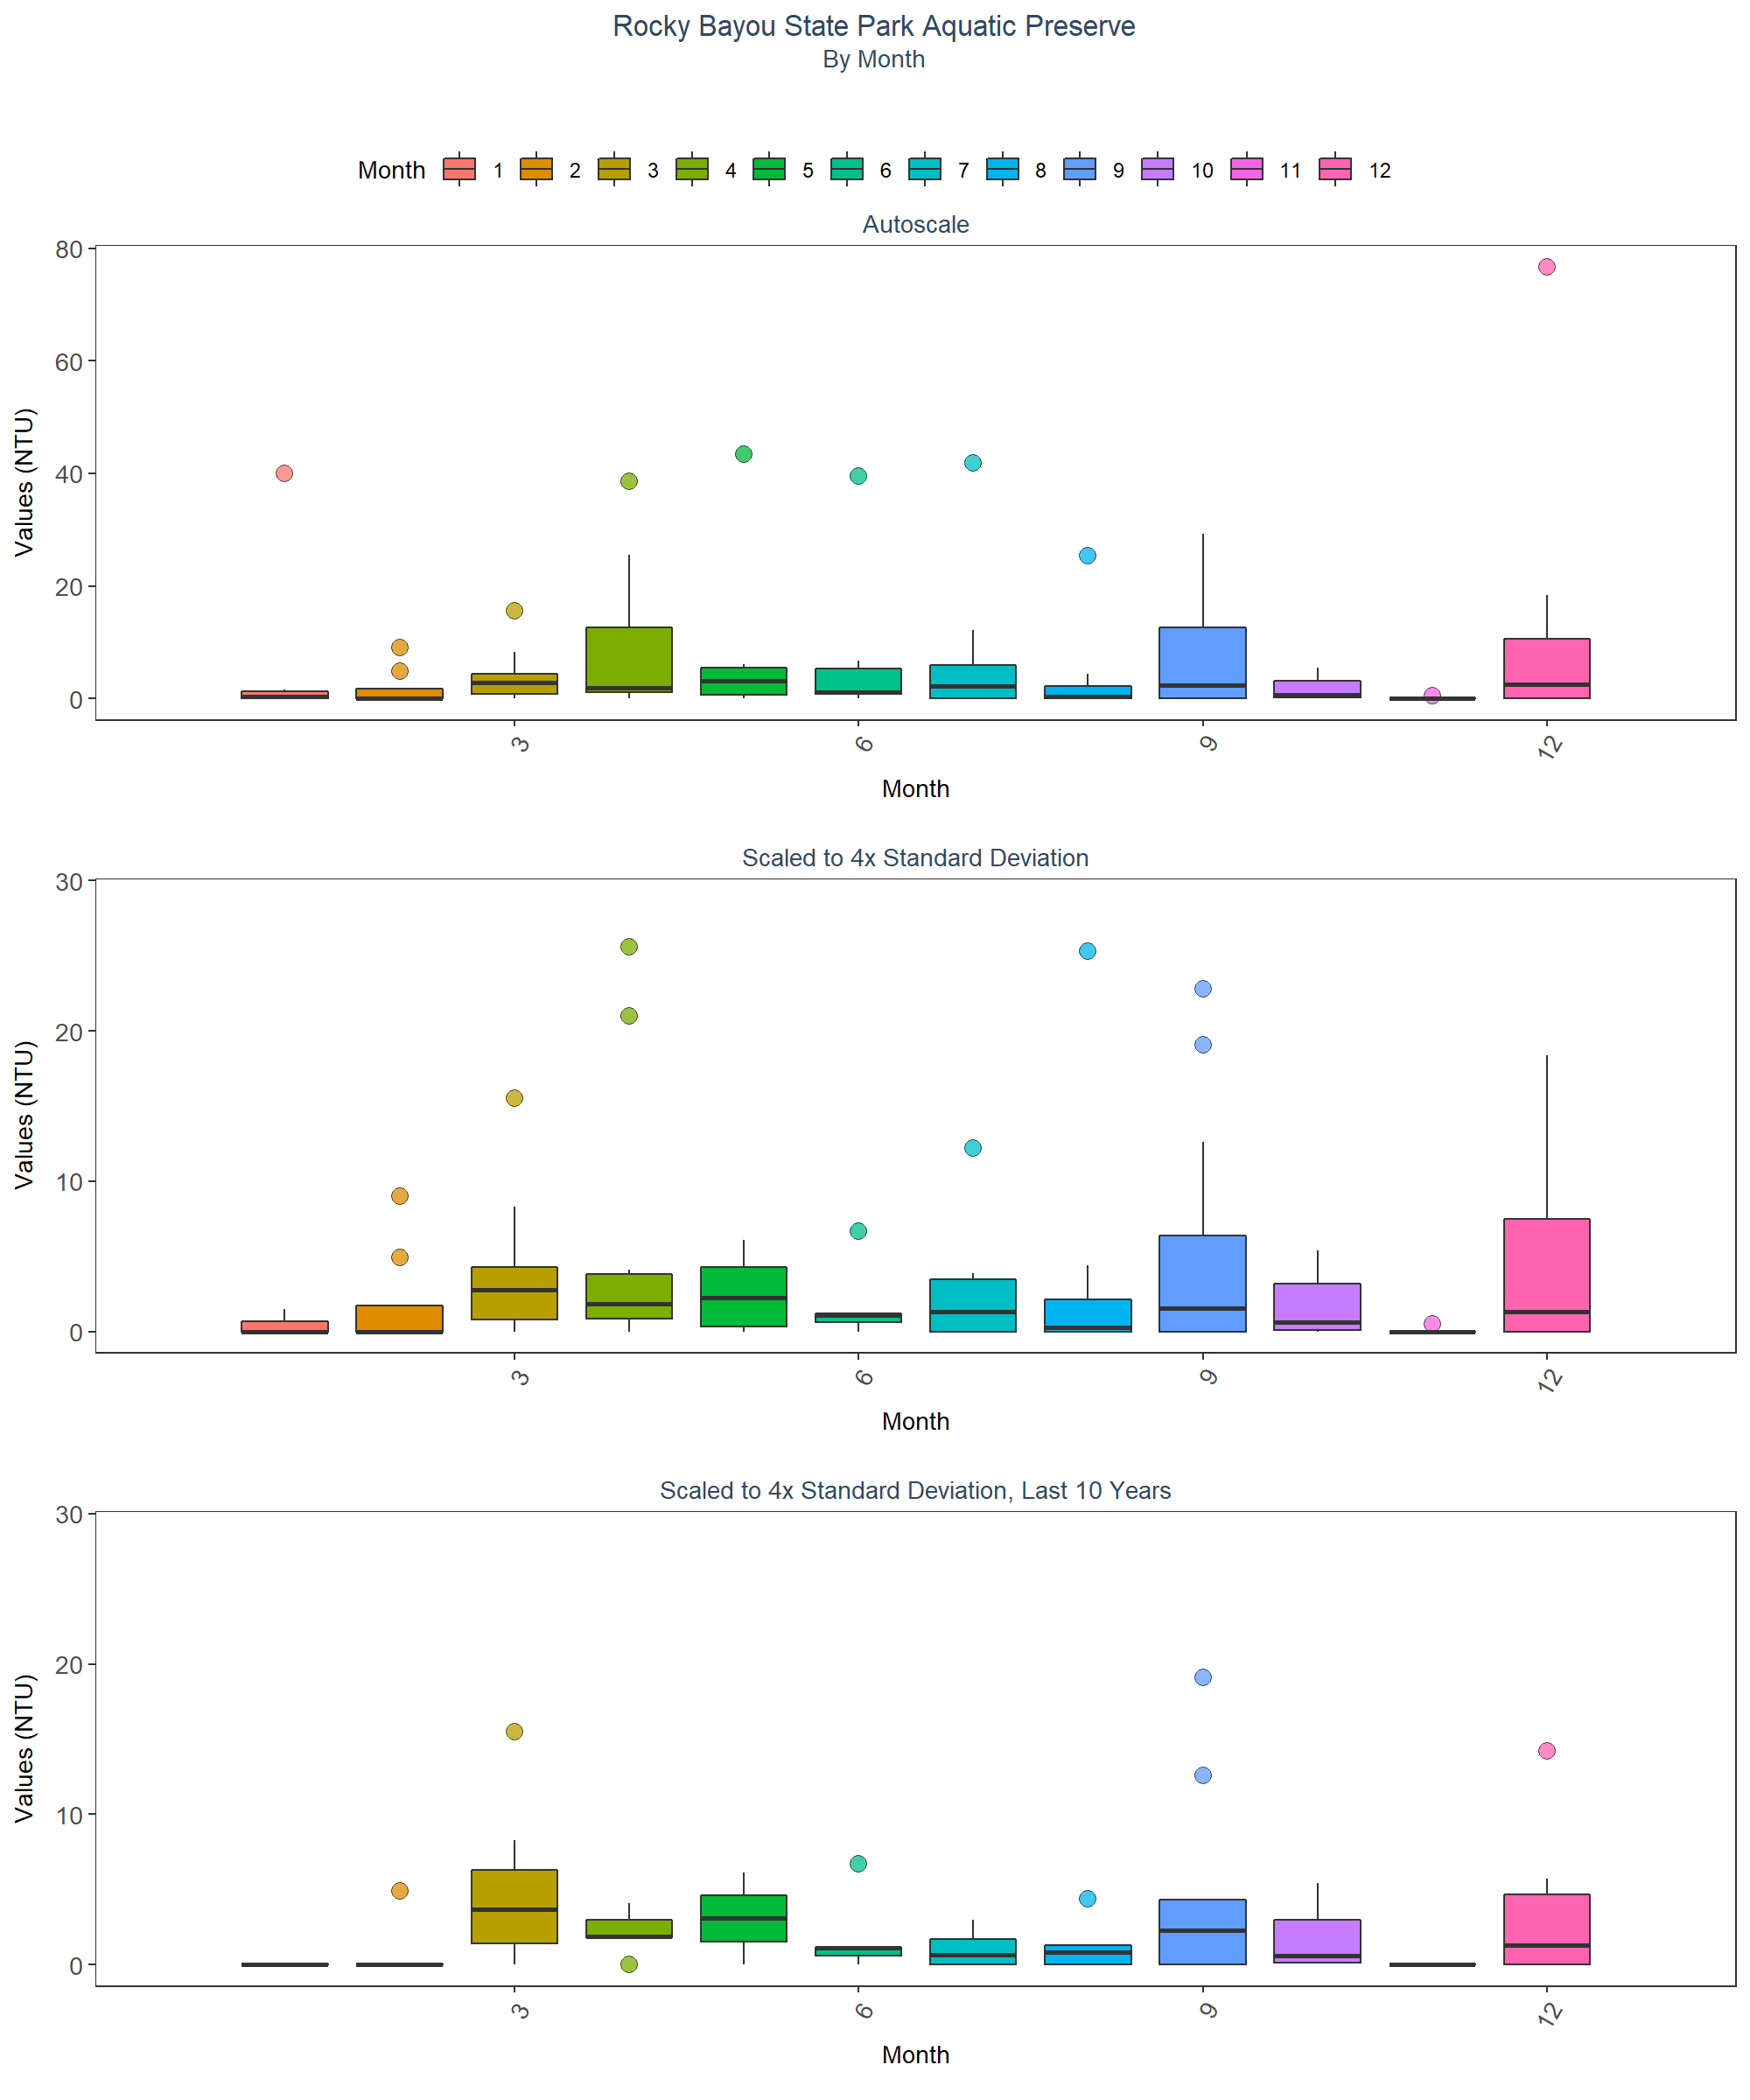 Rocky Bayou State Park Aquatic Preserve
By Month
Month 1 2 3 4 5 6 7 8 9 10 11 12
Autoscale
80
60
40
20
0
Values (NTU)
3 6 9 12
Month
Scaled to 4x Standard Deviation
30
20
10
0
Values (NTU)
3 6 9 12
Month
Scaled to 4x Standard Deviation, Last 10 Years
30
20
10
0
Values (NTU)
3 6 9 12
Month